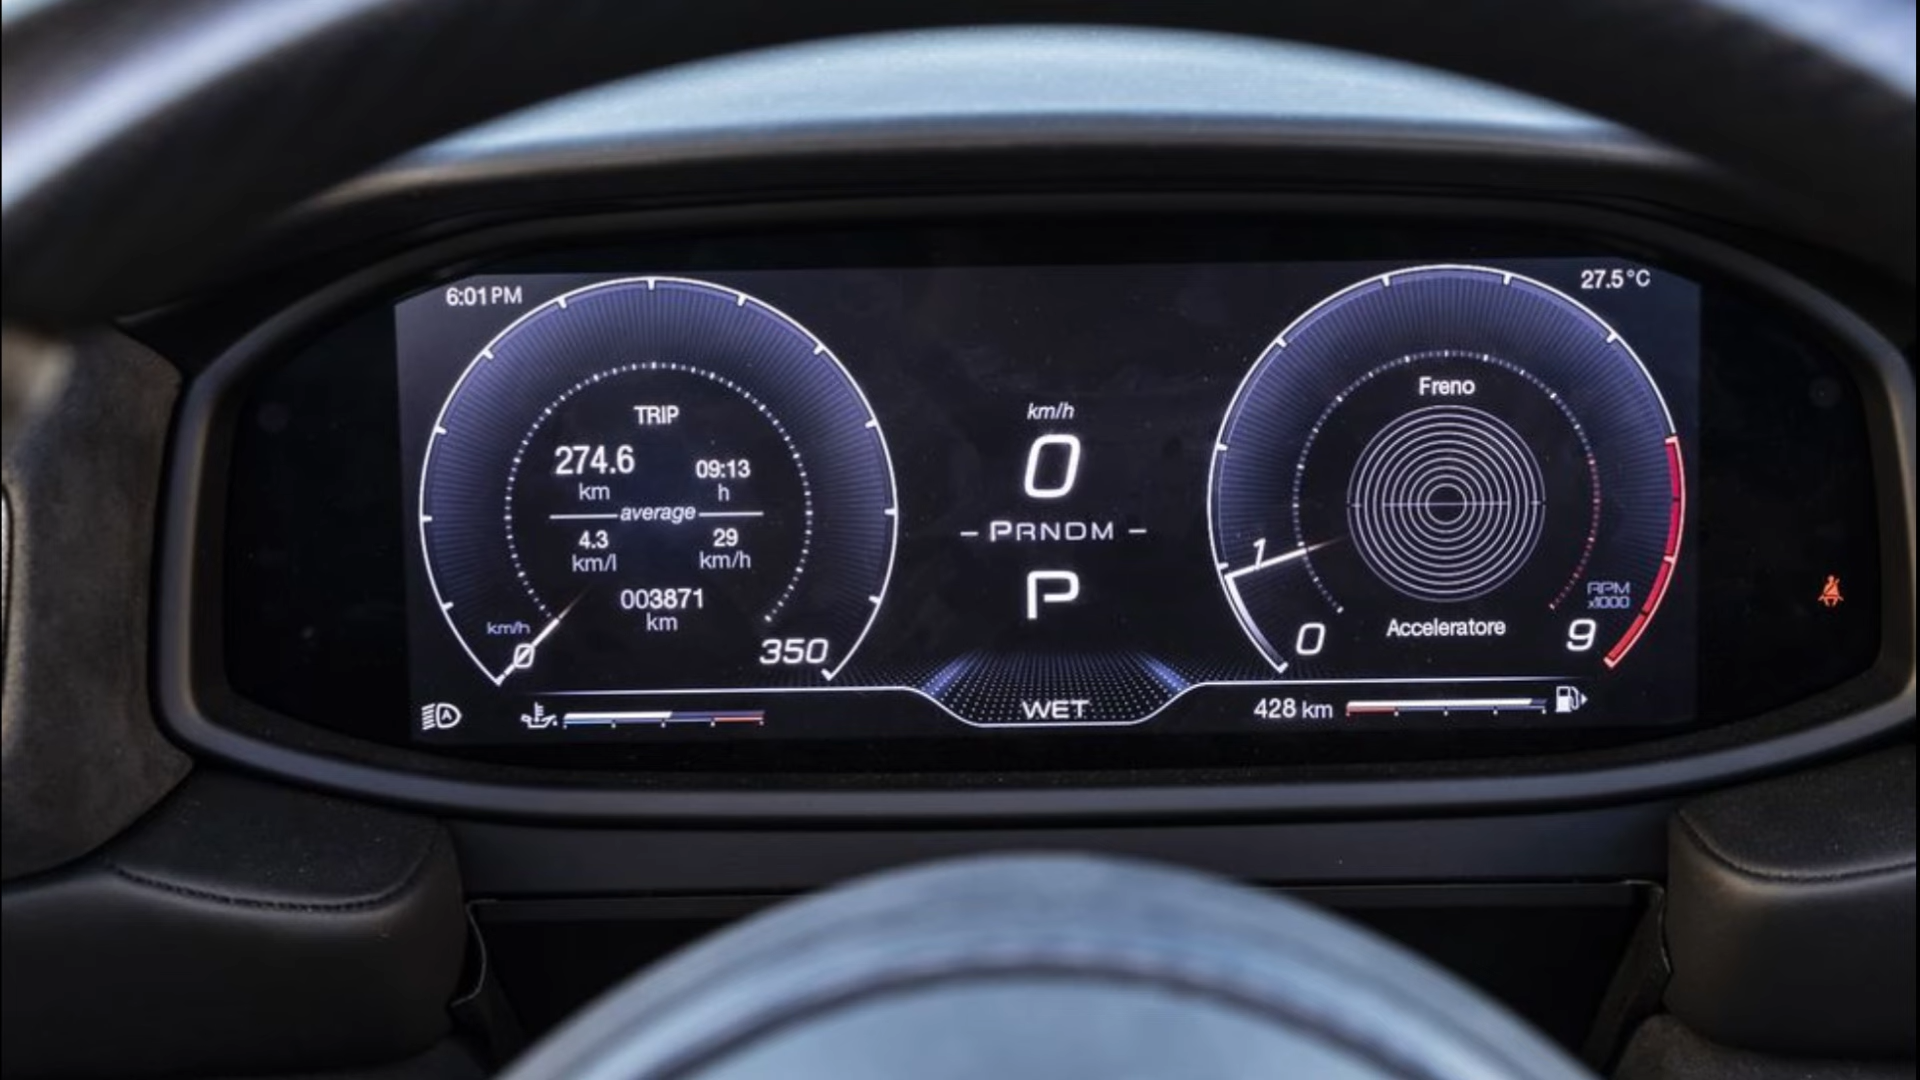 6:01 PM
27.5°C
TRIP
274.6 km
09:13 h
average
4.3 km/l
29 km/h
003871 km
km/h
0
350
km/h
0
– PRNDM –
P
Freno
Acceleratore
1
0
RPM x1000
9
A
WET
428 km